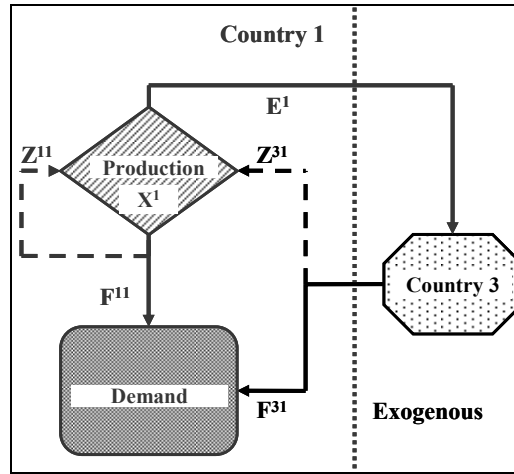 Country 1
E¹
Z¹¹
Z³¹
Production
X¹
Country 3
F¹¹
Demand
F³¹
Exogenous